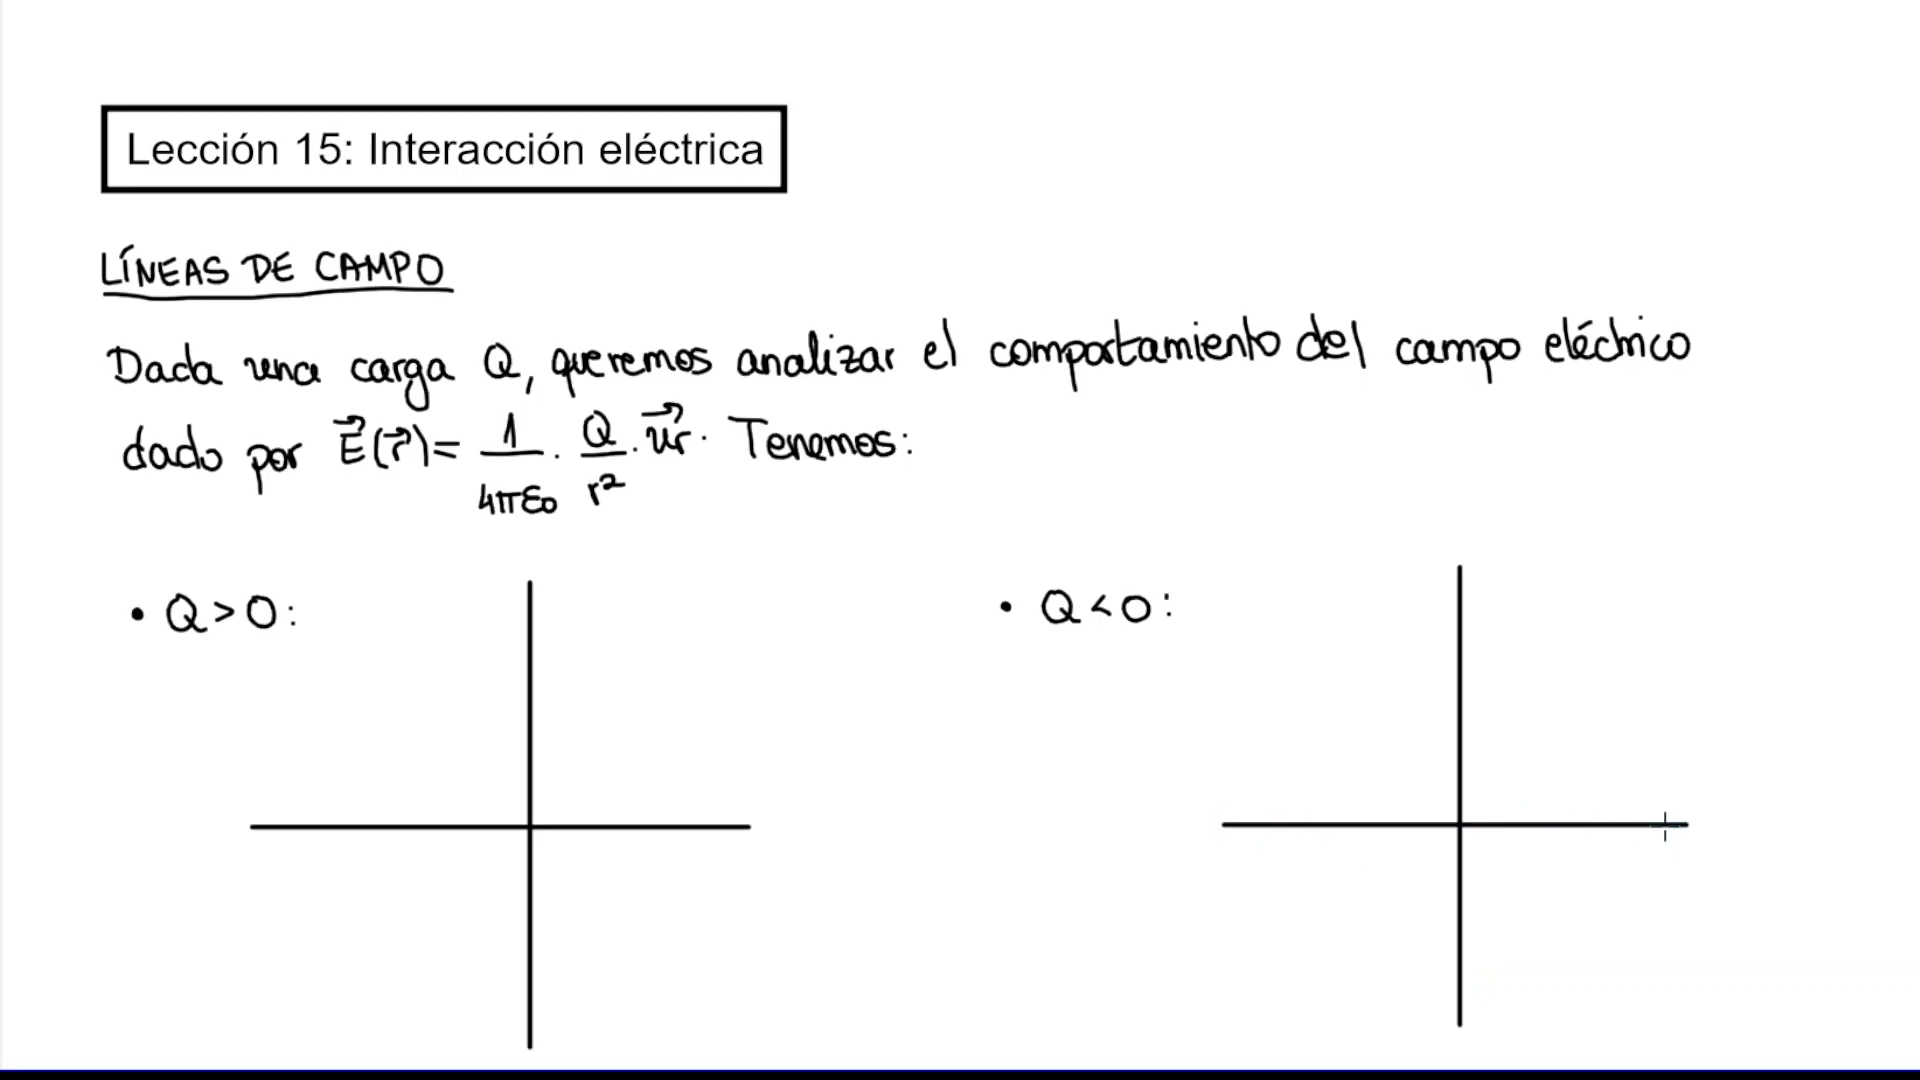 Lección 15: Interacción eléctrica
LÍNEAS DE CAMPO
Dada una carga Q, queremos analizar el comportamiento del campo eléctrico
dado por E⃗(r⃗)= 1/4πε₀ · Q/r² · u⃗r. Tenemos:
• Q>0: • Q<0: